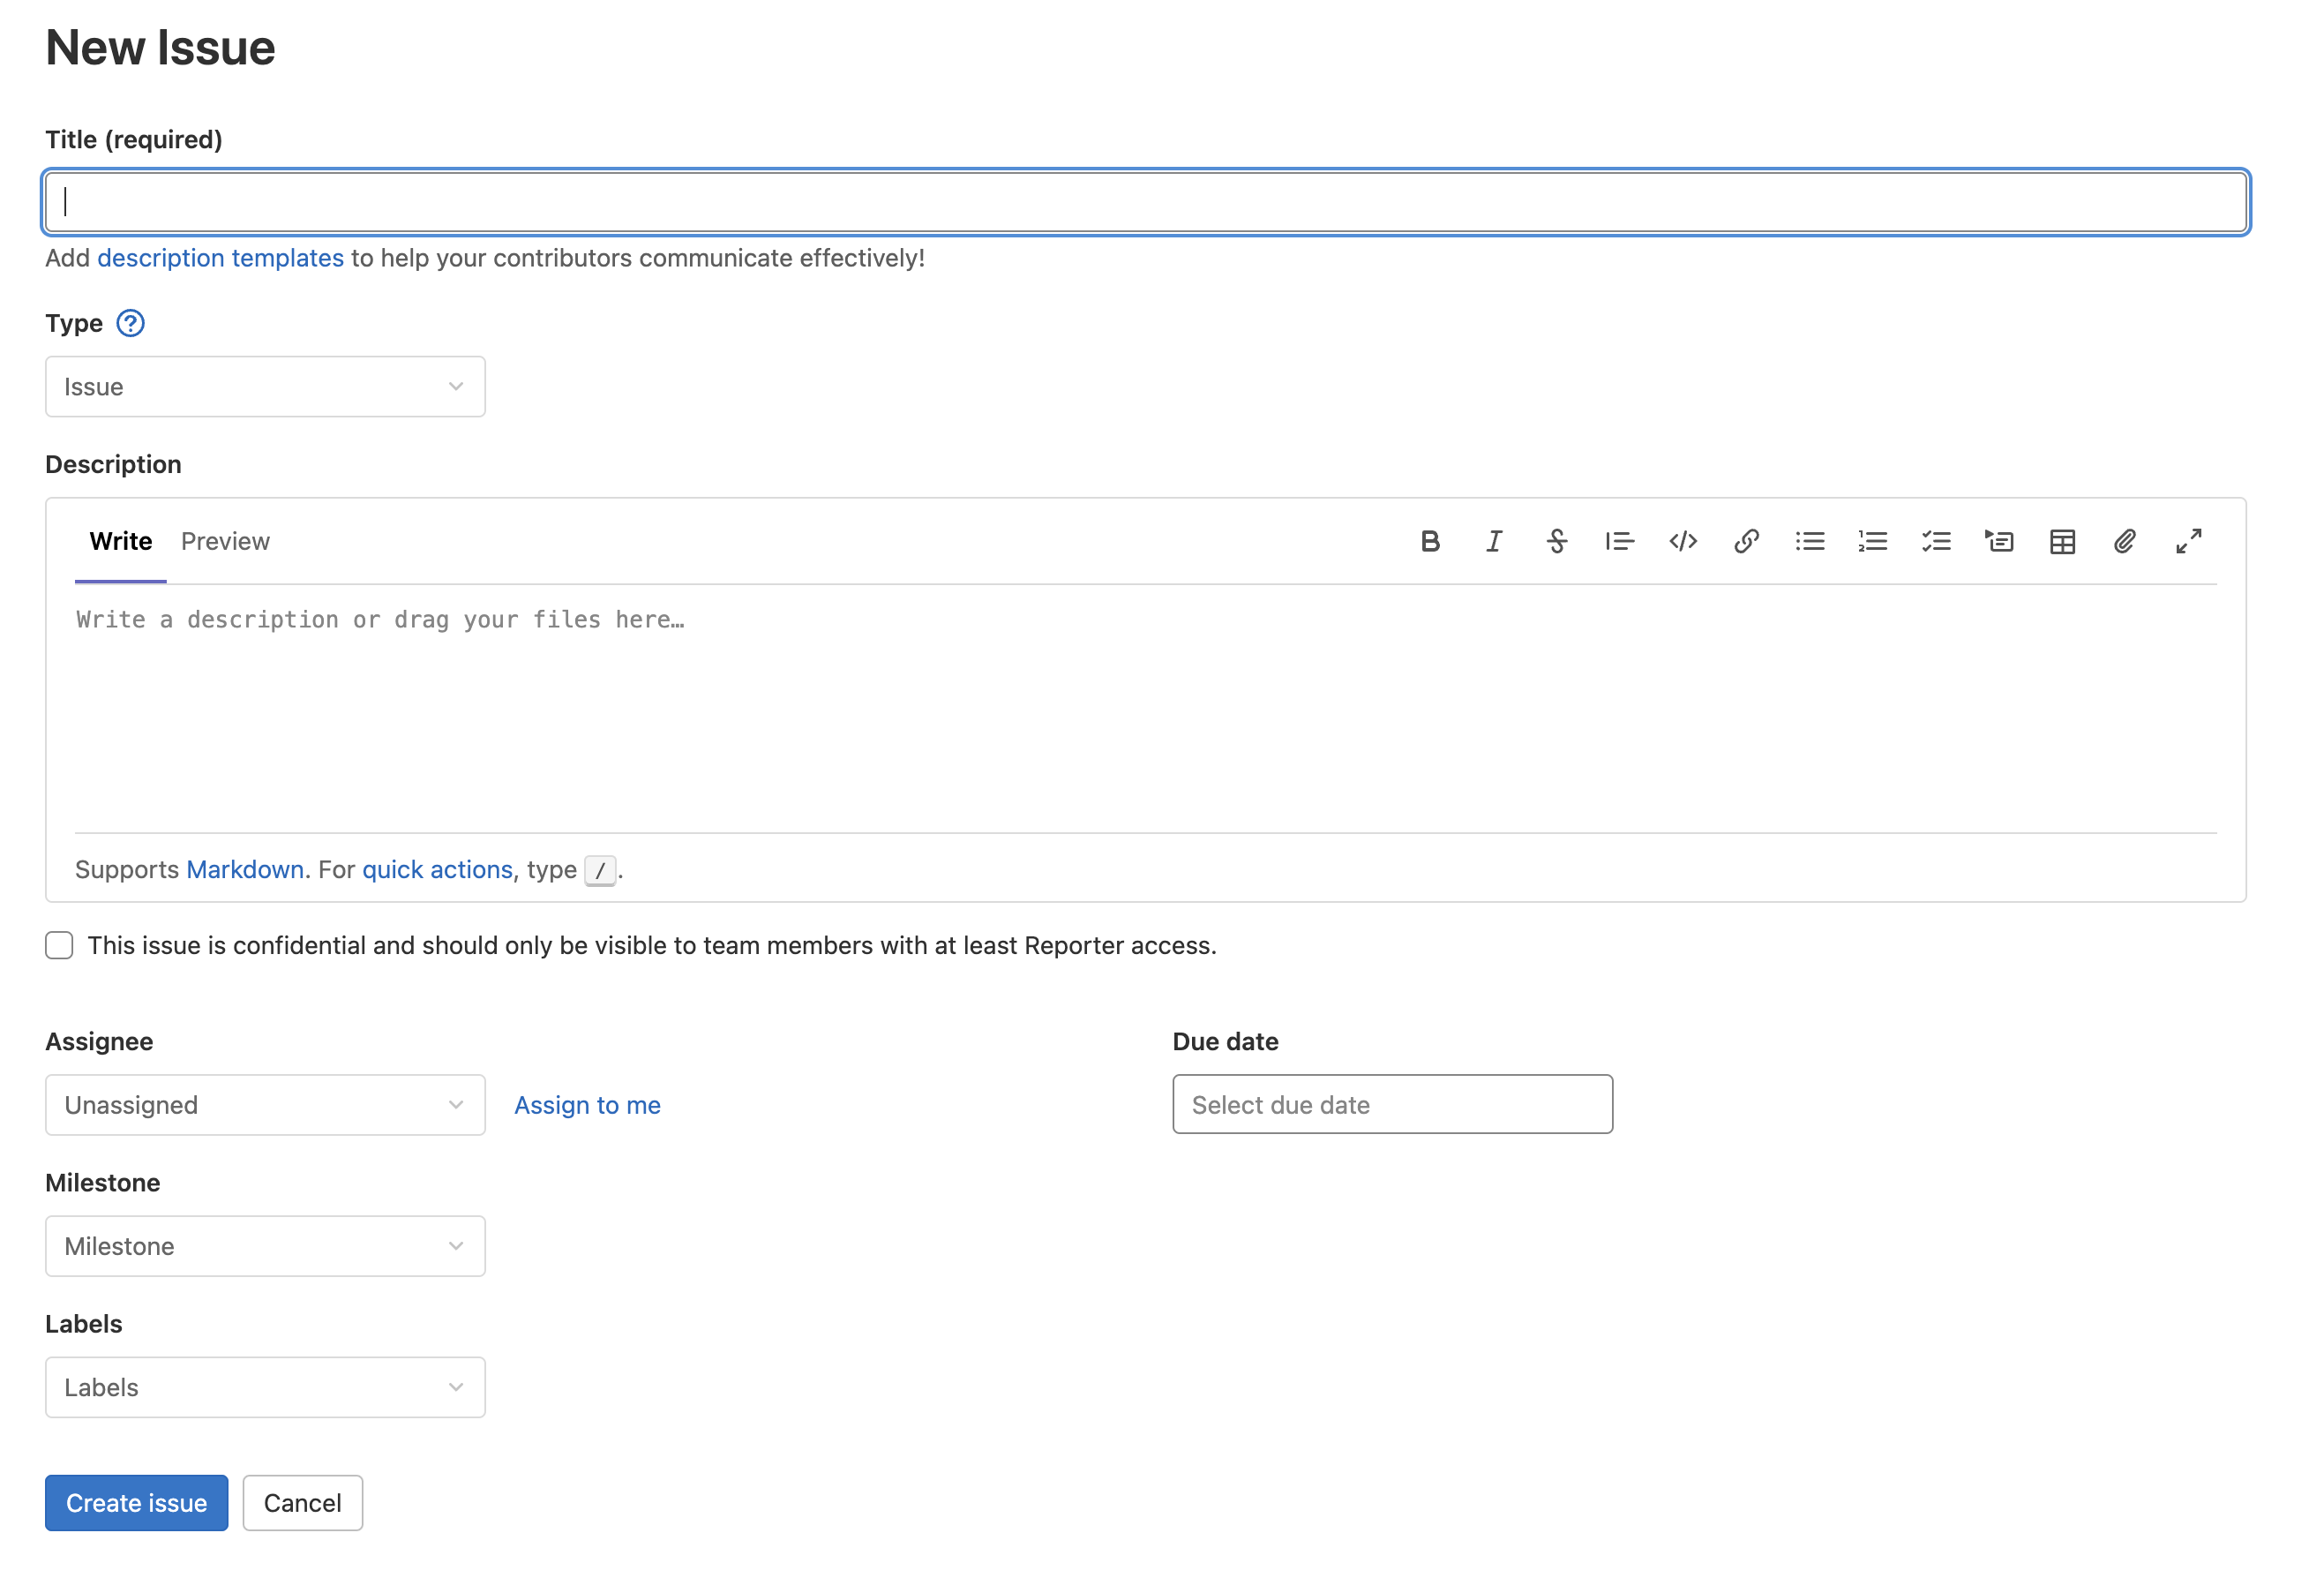 New Issue
Title (required)
Add description templates to help your contributors communicate effectively!
Type
Issue
Description
Write Preview
Write a description or drag your files here…
Supports Markdown. For quick actions, type /.
This issue is confidential and should only be visible to team members with at least Reporter access.
Assignee
Unassigned
Assign to me
Due date
Select due date
Milestone
Milestone
Labels
Labels
Create issue
Cancel